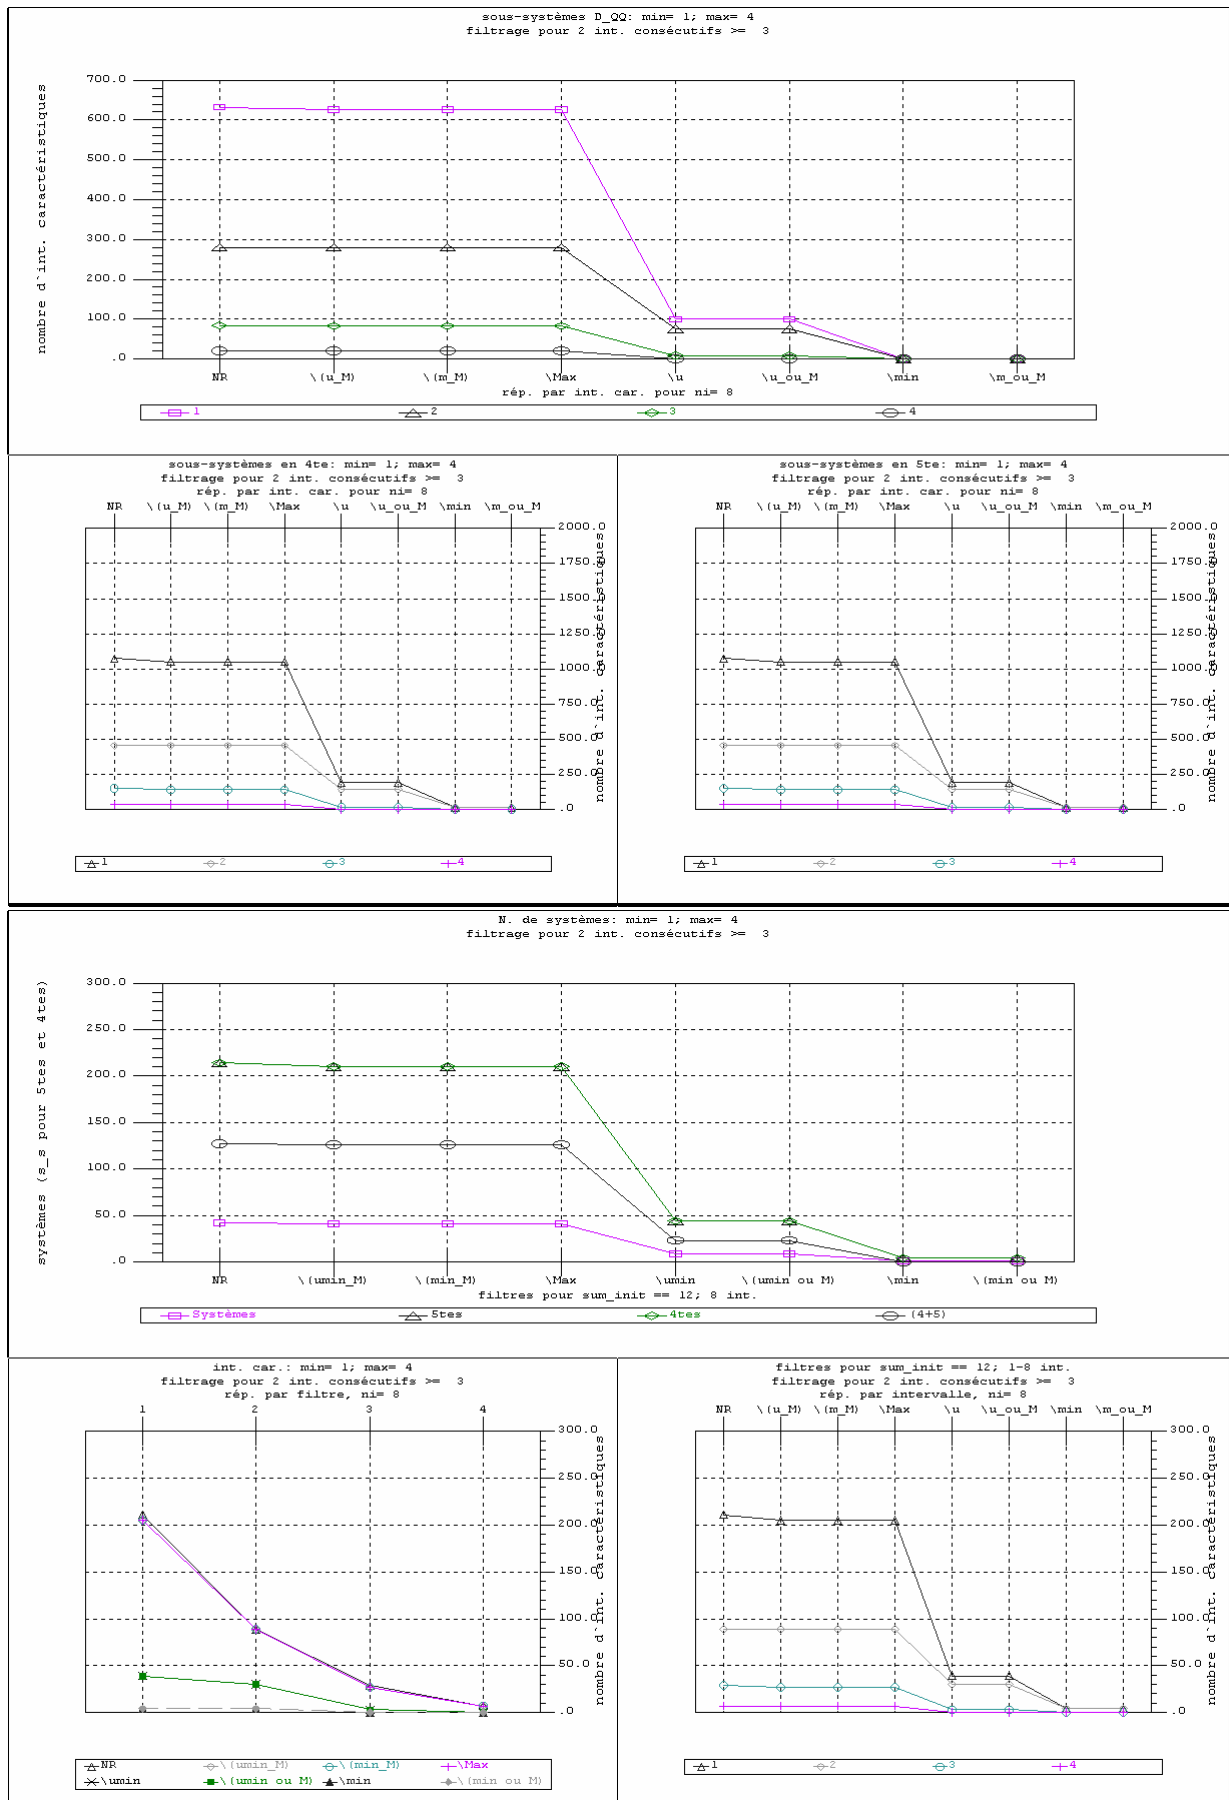 sous-systèmes D_QQ: min= 1; max= 4
filtrage pour 2 int. consécutifs >= 3
nombre d`int. caractéristiques
700.0
600.0
500.0
400.0
300.0
200.0
100.0
.0
NR \(u_M) \(m_M) \Max \u \u_ou_M \min \m_ou_M
rép. par int. car. pour ni= 8
1 2 3 4
sous-systèmes en 4te: min= 1; max= 4
filtrage pour 2 int. consécutifs >= 3
rép. par int. car. pour ni= 8
NR \(u_M) \(m_M) \Max \u \u_ou_M \min \m_ou_M
2000.0
1750.0
1500.0
1250.0
1000.0
750.0
500.0
250.0
.0
nombre d`int. caractéristiques
1 2 3 4
sous-systèmes en 5te: min= 1; max= 4
filtrage pour 2 int. consécutifs >= 3
rép. par int. car. pour ni= 8
NR \(u_M) \(m_M) \Max \u \u_ou_M \min \m_ou_M
2000.0
1750.0
1500.0
1250.0
1000.0
750.0
500.0
250.0
.0
nombre d`int. caractéristiques
1 2 3 4
N. de systèmes: min= 1; max= 4
filtrage pour 2 int. consécutifs >= 3
systèmes (s_s pour 5tes et 4tes)
300.0
250.0
200.0
150.0
100.0
50.0
.0
NR \(umin_M) \(min_M) \Max \umin \(umin ou M) \min \(min ou M)
filtres pour sum_init == 12; 8 int.
Systèmes 5tes 4tes (4+5)
int. car.: min= 1; max= 4
filtrage pour 2 int. consécutifs >= 3
rép. par filtre, ni= 8
1 2 3 4
300.0
250.0
200.0
150.0
100.0
50.0
.0
nombre d`int. caractéristiques
NR \(umin_M) \(min_M) \Max
\umin \(umin ou M) \min \(min ou M)
filtres pour sum_init == 12; 1-8 int.
filtrage pour 2 int. consécutifs >= 3
rép. par intervalle, ni= 8
NR \(u_M) \(m_M) \Max \u \u_ou_M \min \m_ou_M
300.0
250.0
200.0
150.0
100.0
50.0
.0
nombre d`int. caractéristiques
1 2 3 4